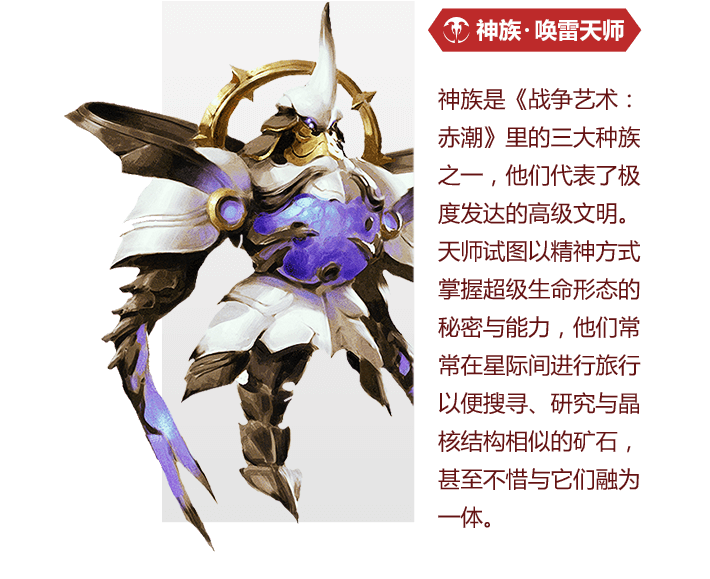 神族·唤雷天师
神族是《战争艺术：
赤潮》里的三大种族
之一，他们代表了极
度发达的高级文明。
天师试图以精神方式
掌握超级生命形态的
秘密与能力，他们常
常在星际间进行旅行
以便搜寻、研究与晶
核结构相似的矿石，
甚至不惜与它们融为
一体。